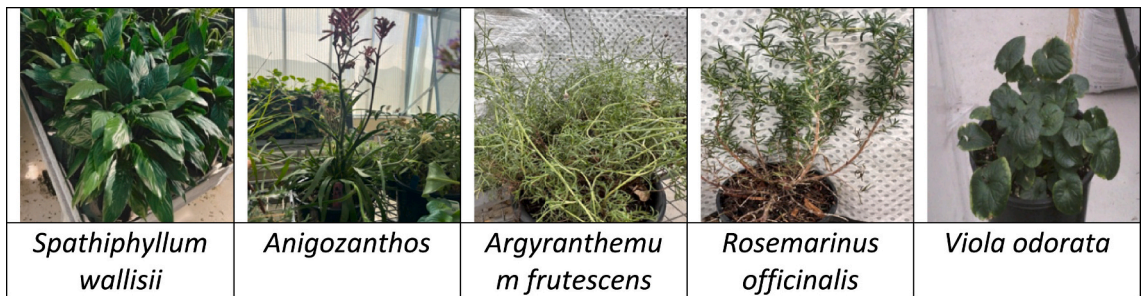 Spathiphyllum
wallisii
Anigozanthos
Argyranthemu
m frutescens
Rosemarinus
officinalis
Viola odorata